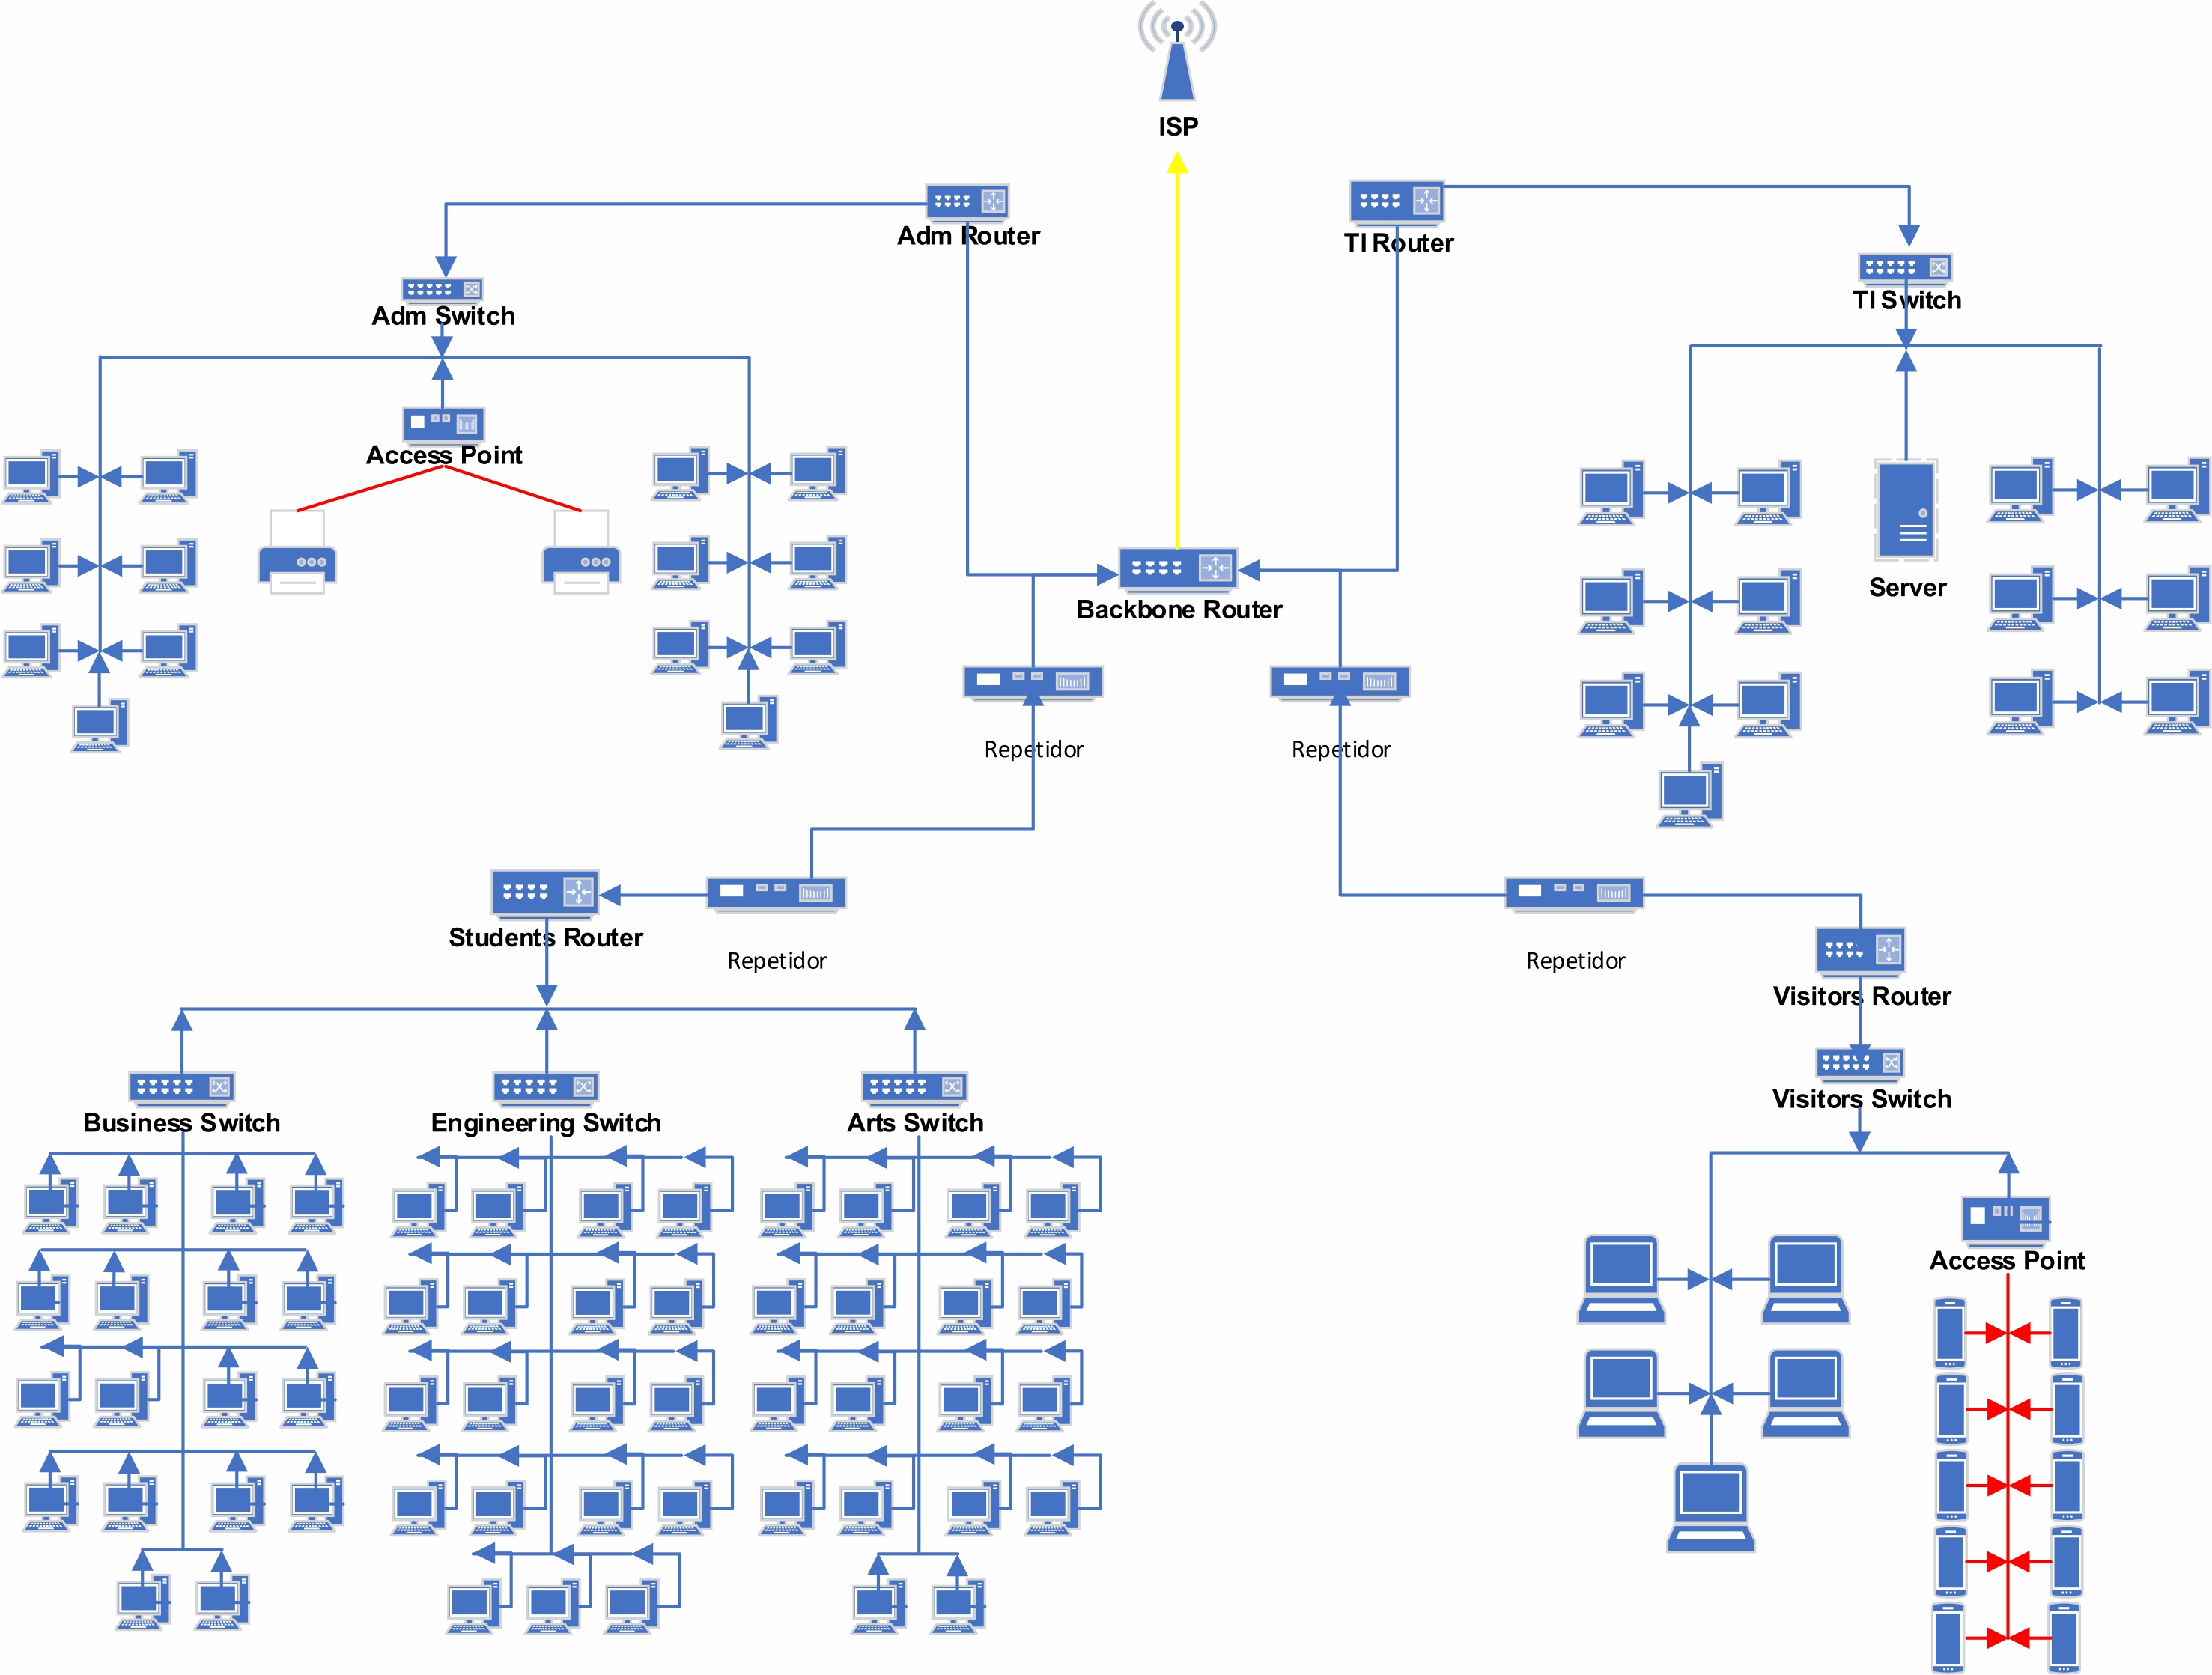 ISP
Adm Router
TI Router
Adm Switch
TI Switch
Access Point
Server
Backbone Router
Repetidor
Repetidor
Students Router
Repetidor
Repetidor
Visitors Router
Visitors Switch
Business Switch
Engineering Switch
Arts Switch
Access Point